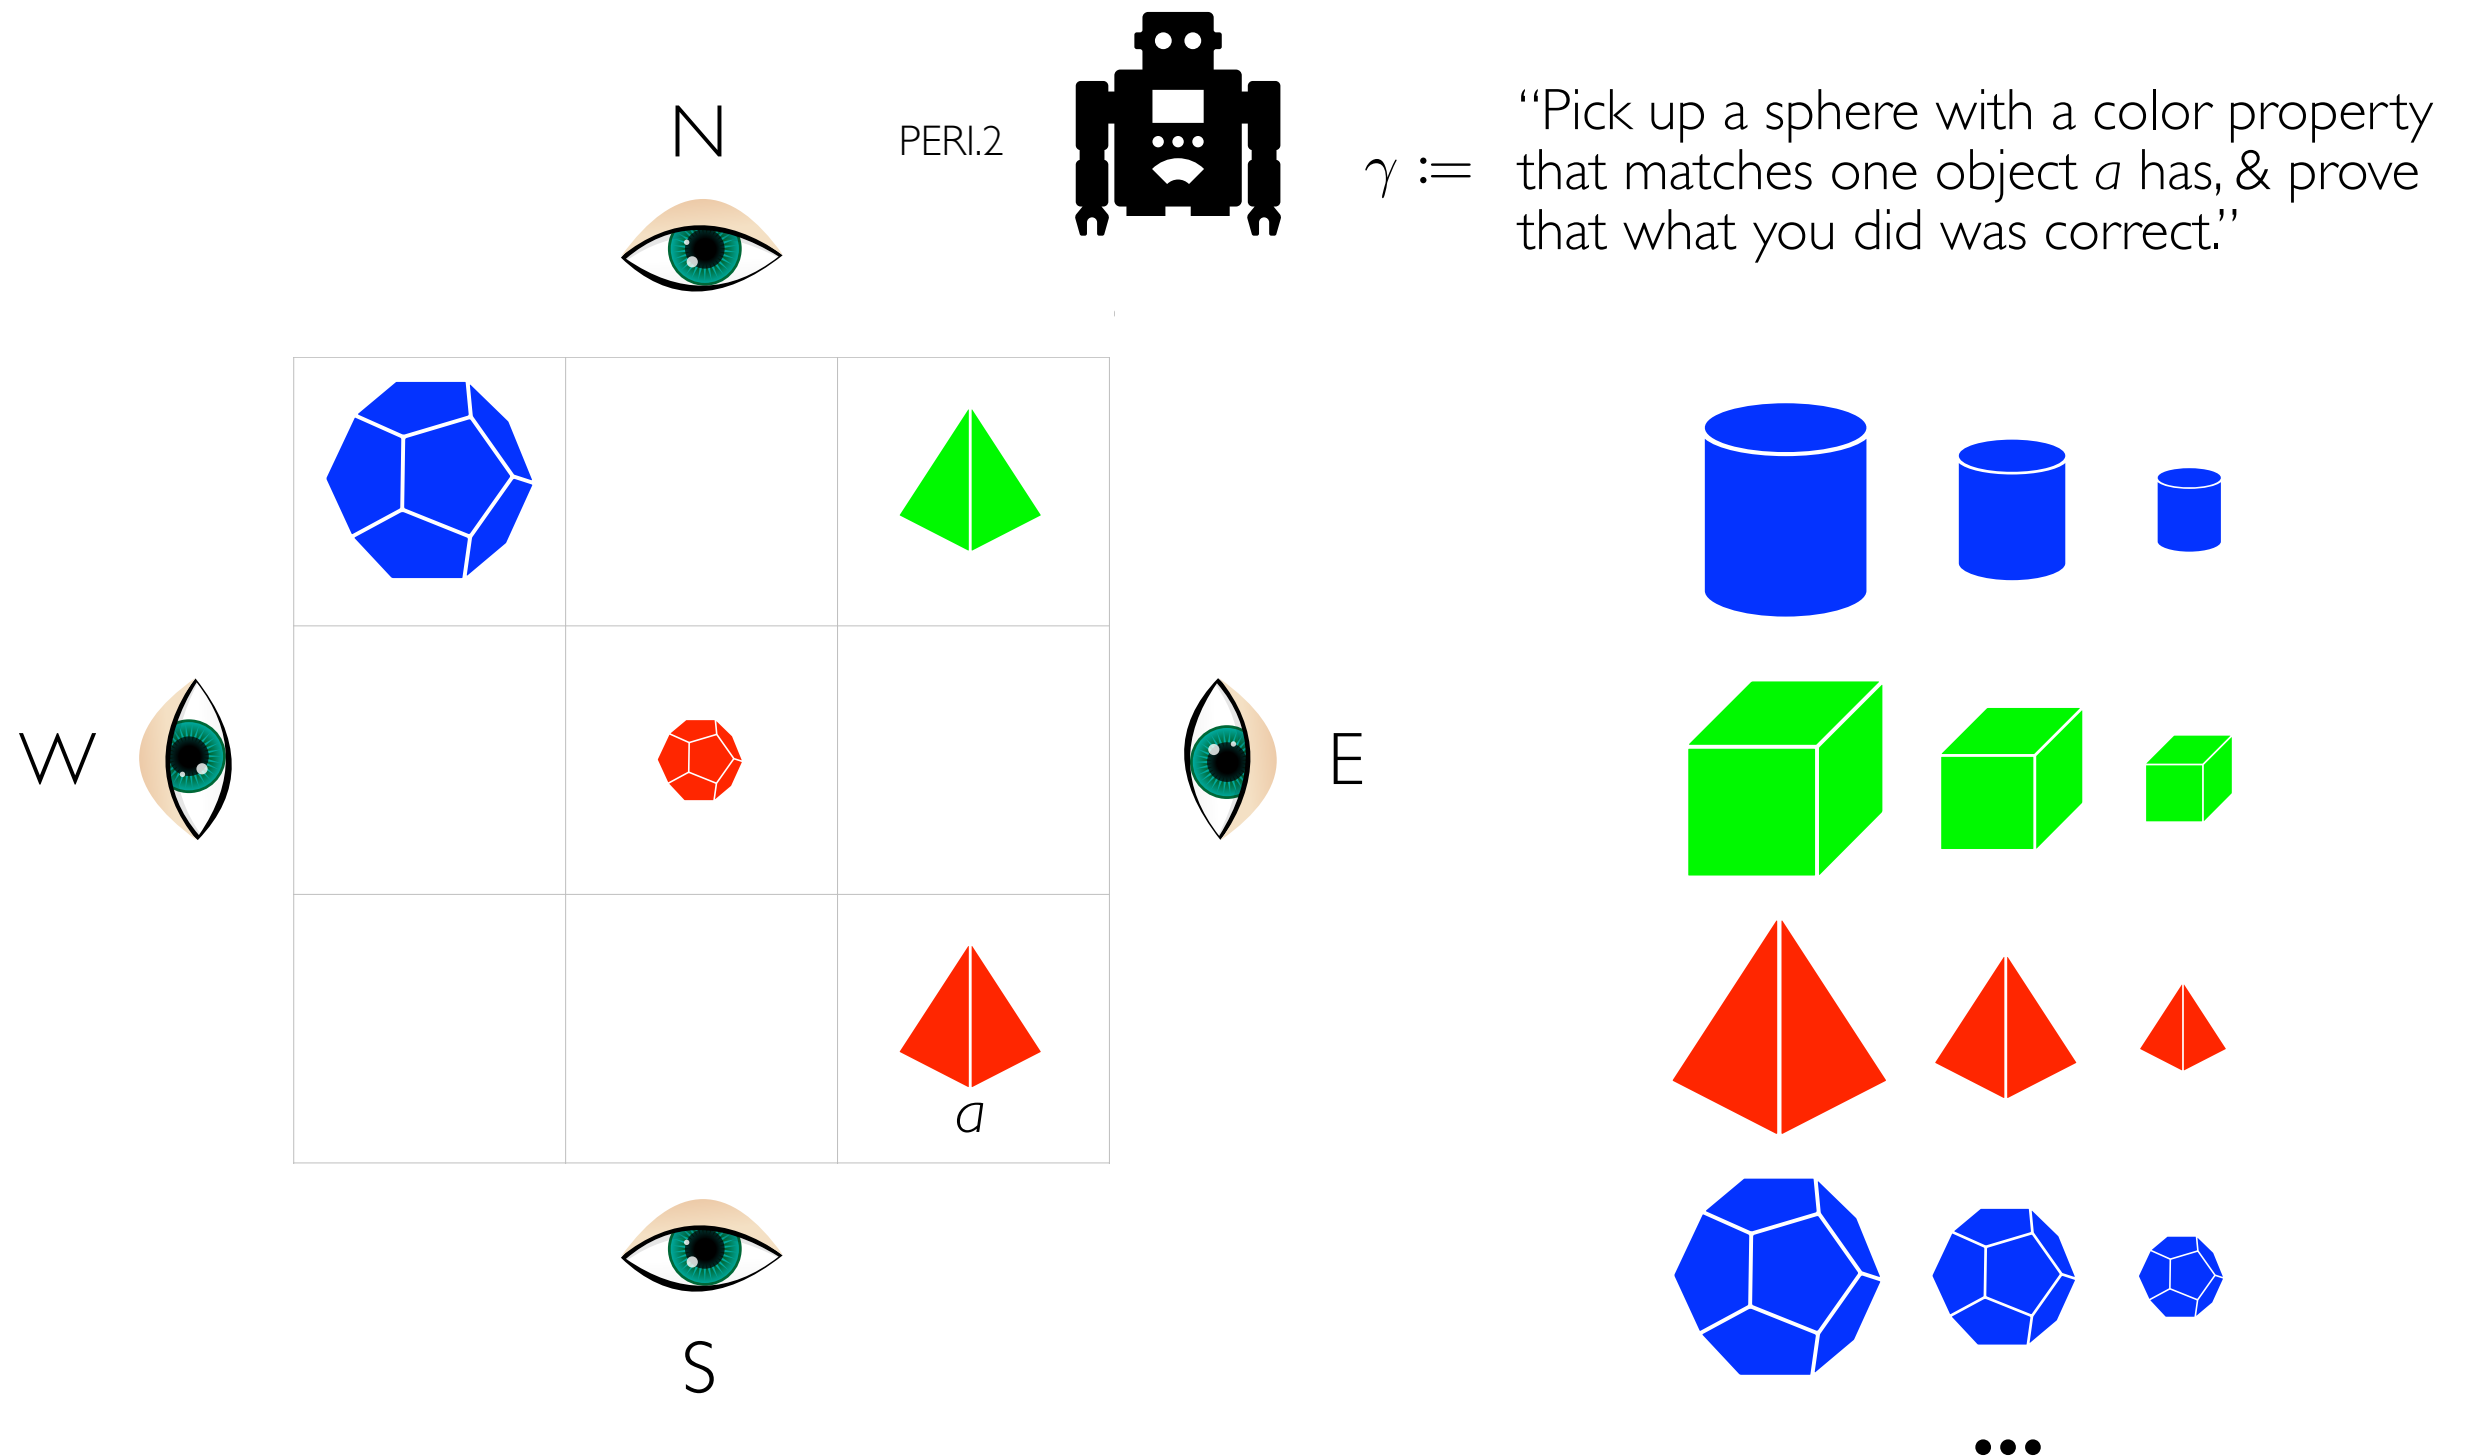 N
PERI.2
γ :=
“Pick up a sphere with a color property
that matches one object a has, & prove
that what you did was correct.”
W
E
a
S
•••